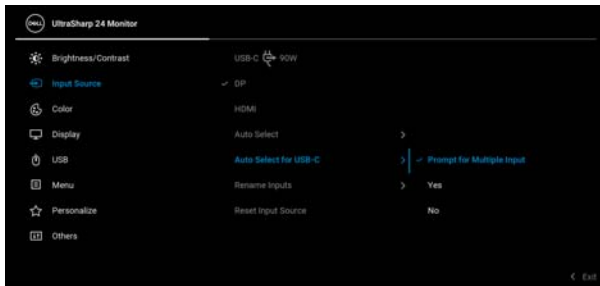 DELL UltraSharp 24 Monitor
Brightness/Contrast
Input Source
Color
Display
USB
Menu
Personalize
Others
USB-C 90W
DP
HDMI
Auto Select
Auto Select for USB-C
Rename Inputs
Reset Input Source
Prompt for Multiple Input
Yes
No
Exit